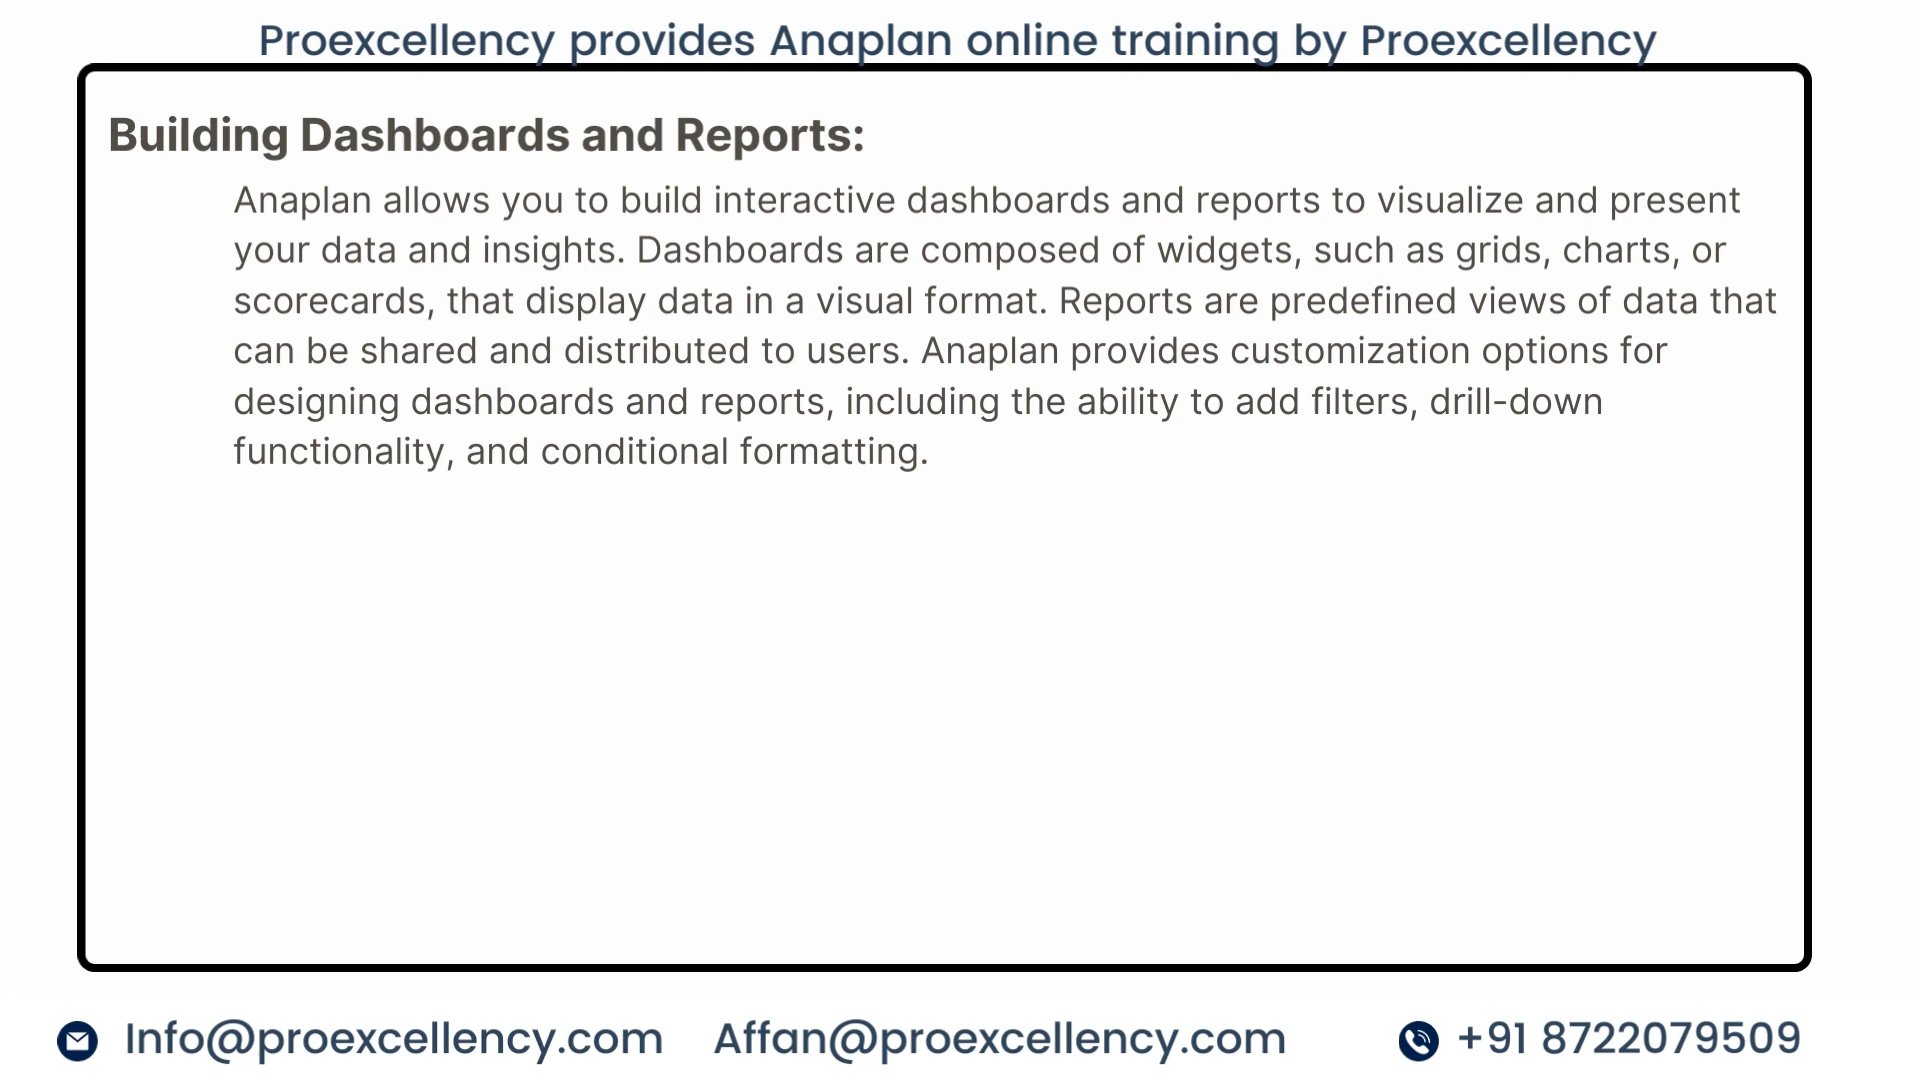 Proexcellency provides Anaplan online training by Proexcellency
Building Dashboards and Reports:
Anaplan allows you to build interactive dashboards and reports to visualize and present
your data and insights. Dashboards are composed of widgets, such as grids, charts, or
scorecards, that display data in a visual format. Reports are predefined views of data that
can be shared and distributed to users. Anaplan provides customization options for
designing dashboards and reports, including the ability to add filters, drill-down
functionality, and conditional formatting.
Info@proexcellency.com Affan@proexcellency.com +91 8722079509